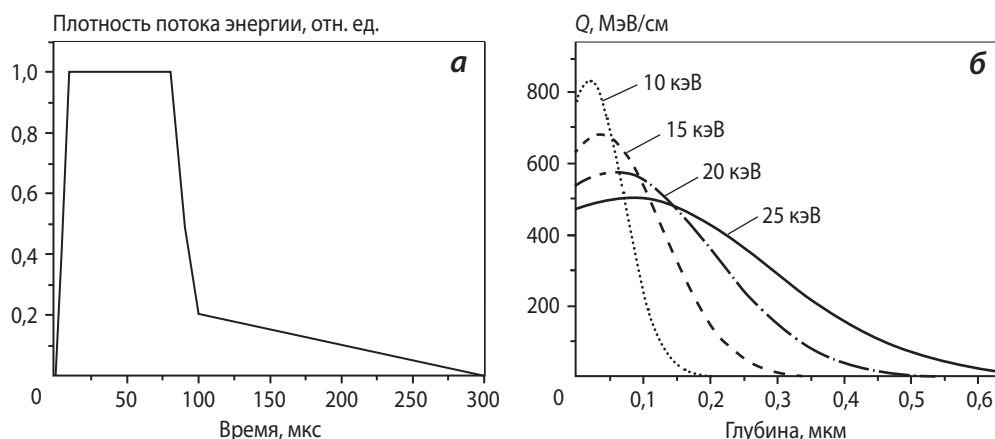 Плотность потока энергии, отн. ед.
а
1,0
0,8
0,6
0,4
0,2
0
50
100
150
200
250
300
Время, мкс
Q, МэВ/см
б
800
600
400
200
0
10 кэВ
15 кэВ
20 кэВ
25 кэВ
0,1
0,2
0,3
0,4
0,5
0,6
Глубина, мкм